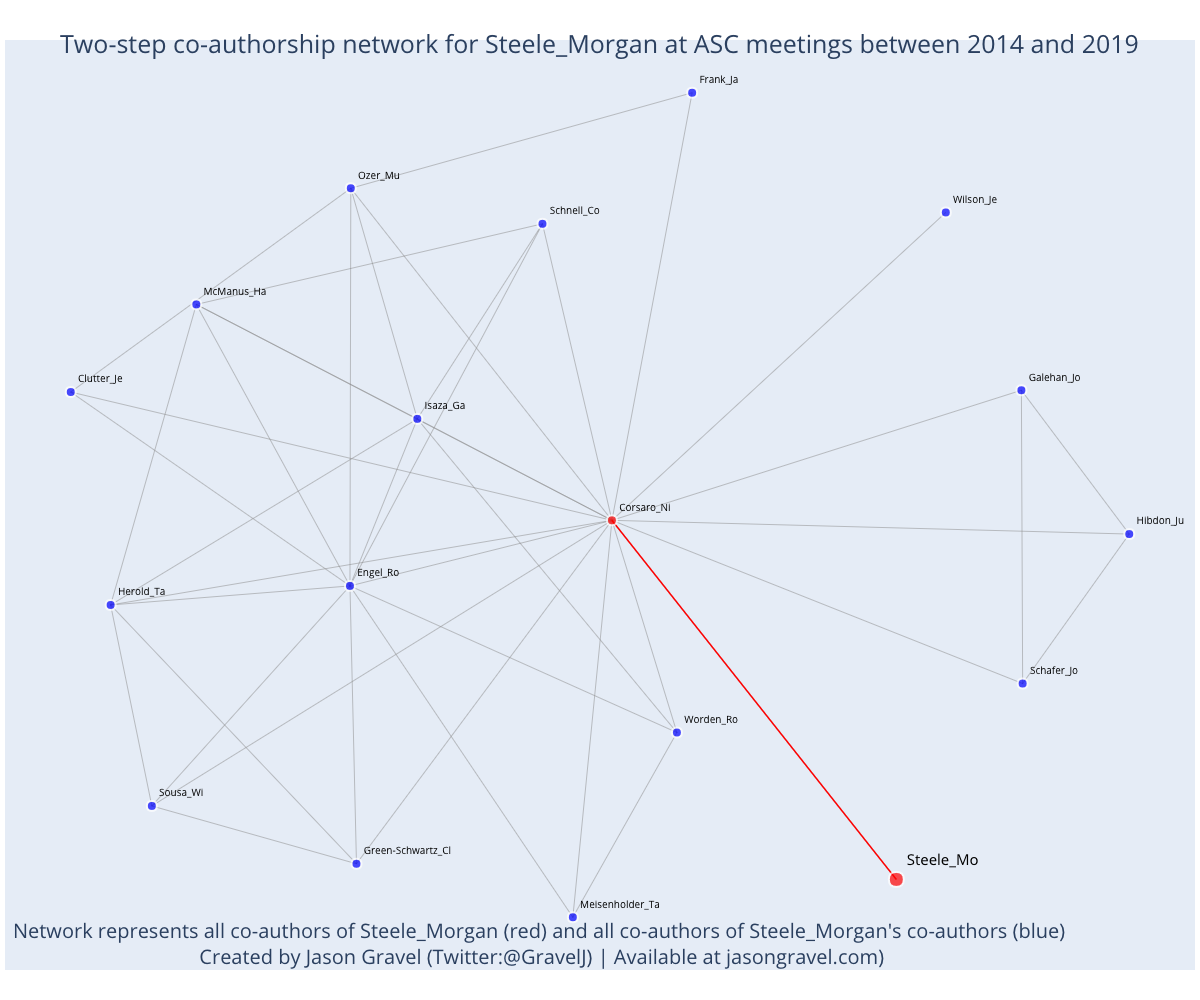 Two-step co-authorship network for Steele_Morgan at ASC meetings between 2014 and 2019
Frank_Ja
Ozer_Mu
Wilson_Je
Schnell_Co
McManus_Ha
Clutter_Je
Galehan_Jo
Isaza_Ga
Corsaro_Ni
Hibdon_Ju
Engel_Ro
Herold_Ta
Schafer_Jo
Worden_Ro
Sousa_Wi
Green-Schwartz_Cl
Steele_Mo
Meisenholder_Ta
Network represents all co-authors of Steele_Morgan (red) and all co-authors of Steele_Morgan's co-authors (blue)
Created by Jason Gravel (Twitter:@GravelJ) | Available at jasongravel.com)